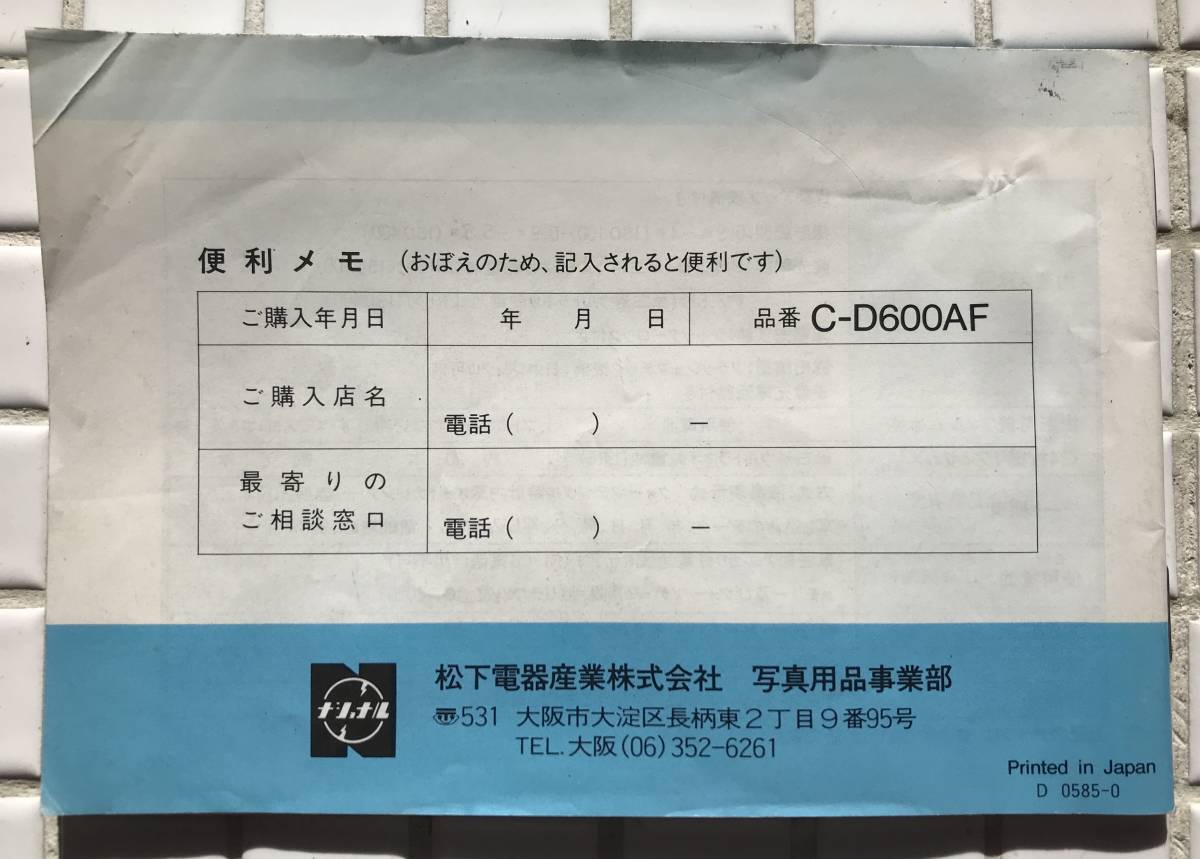 便利メモ (おぼえのため、記入されると便利です)
ご購入年月日 年 月 日 品番 C-D600AF
ご購入店名
電話( ) −
最寄りの
ご相談窓口
電話( ) −
ナショナル
松下電器産業株式会社 写真用品事業部
〠531 大阪市大淀区長柄東2丁目9番95号
TEL.大阪(06)352-6261
Printed in Japan
D 0585-0